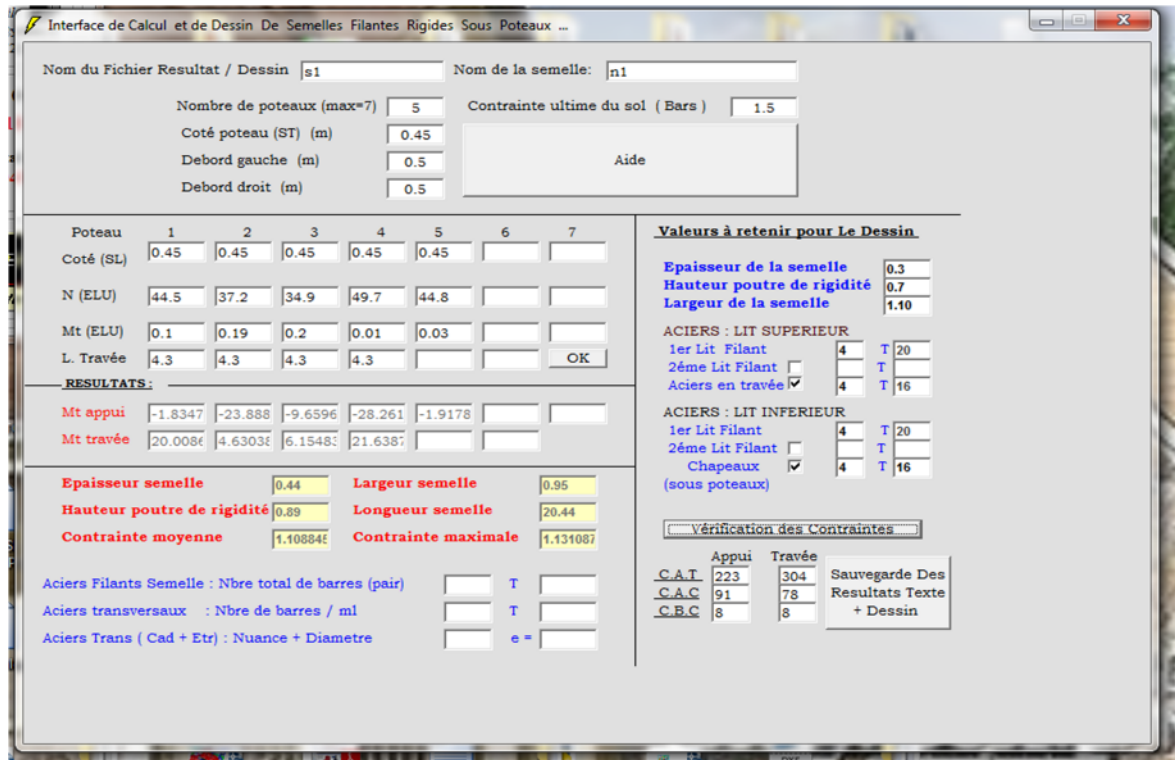 Interface de Calcul et de Dessin De Semelles Filantes Rigides Sous Poteaux ...
Nom du Fichier Resultat / Dessin s1 Nom de la semelle: n1
Nombre de poteaux (max=7) 5 Contrainte ultime du sol ( Bars ) 1.5
Coté poteau (ST) (m) 0.45
Aide
Debord gauche (m) 0.5
Debord droit (m) 0.5
Poteau 1 2 3 4 5 6 7
Coté (SL) 0.45 0.45 0.45 0.45 0.45
N (ELU) 44.5 37.2 34.9 49.7 44.8
Mt (ELU) 0.1 0.19 0.2 0.01 0.03
L. Travée 4.3 4.3 4.3 4.3 OK
RESULTATS :
Mt appui -1.8347 -23.888 -9.6596 -28.261 -1.9178
Mt travée 20.0086 4.63038 6.15483 21.6387
Epaisseur semelle 0.44 Largeur semelle 0.95
Hauteur poutre de rigidité 0.89 Longueur semelle 20.44
Contrainte moyenne 1.108845 Contrainte maximale 1.131087
Aciers Filants Semelle : Nbre total de barres (pair) T
Aciers transversaux : Nbre de barres / ml T
Aciers Trans ( Cad + Etr) : Nuance + Diametre e =
Valeurs à retenir pour Le Dessin
Epaisseur de la semelle 0.3
Hauteur poutre de rigidité 0.7
Largeur de la semelle 1.10
ACIERS : LIT SUPERIEUR
1er Lit Filant 4 T 20
2éme Lit Filant T
Aciers en travée 4 T 16
ACIERS : LIT INFERIEUR
1er Lit Filant 4 T 20
2éme Lit Filant T
Chapeaux 4 T 16
(sous poteaux)
Vérification des Contraintes
Appui Travée
C.A.T 223 304
C.A.C 91 78
C.B.C 8 8
Sauvegarde Des
Resultats Texte
+ Dessin